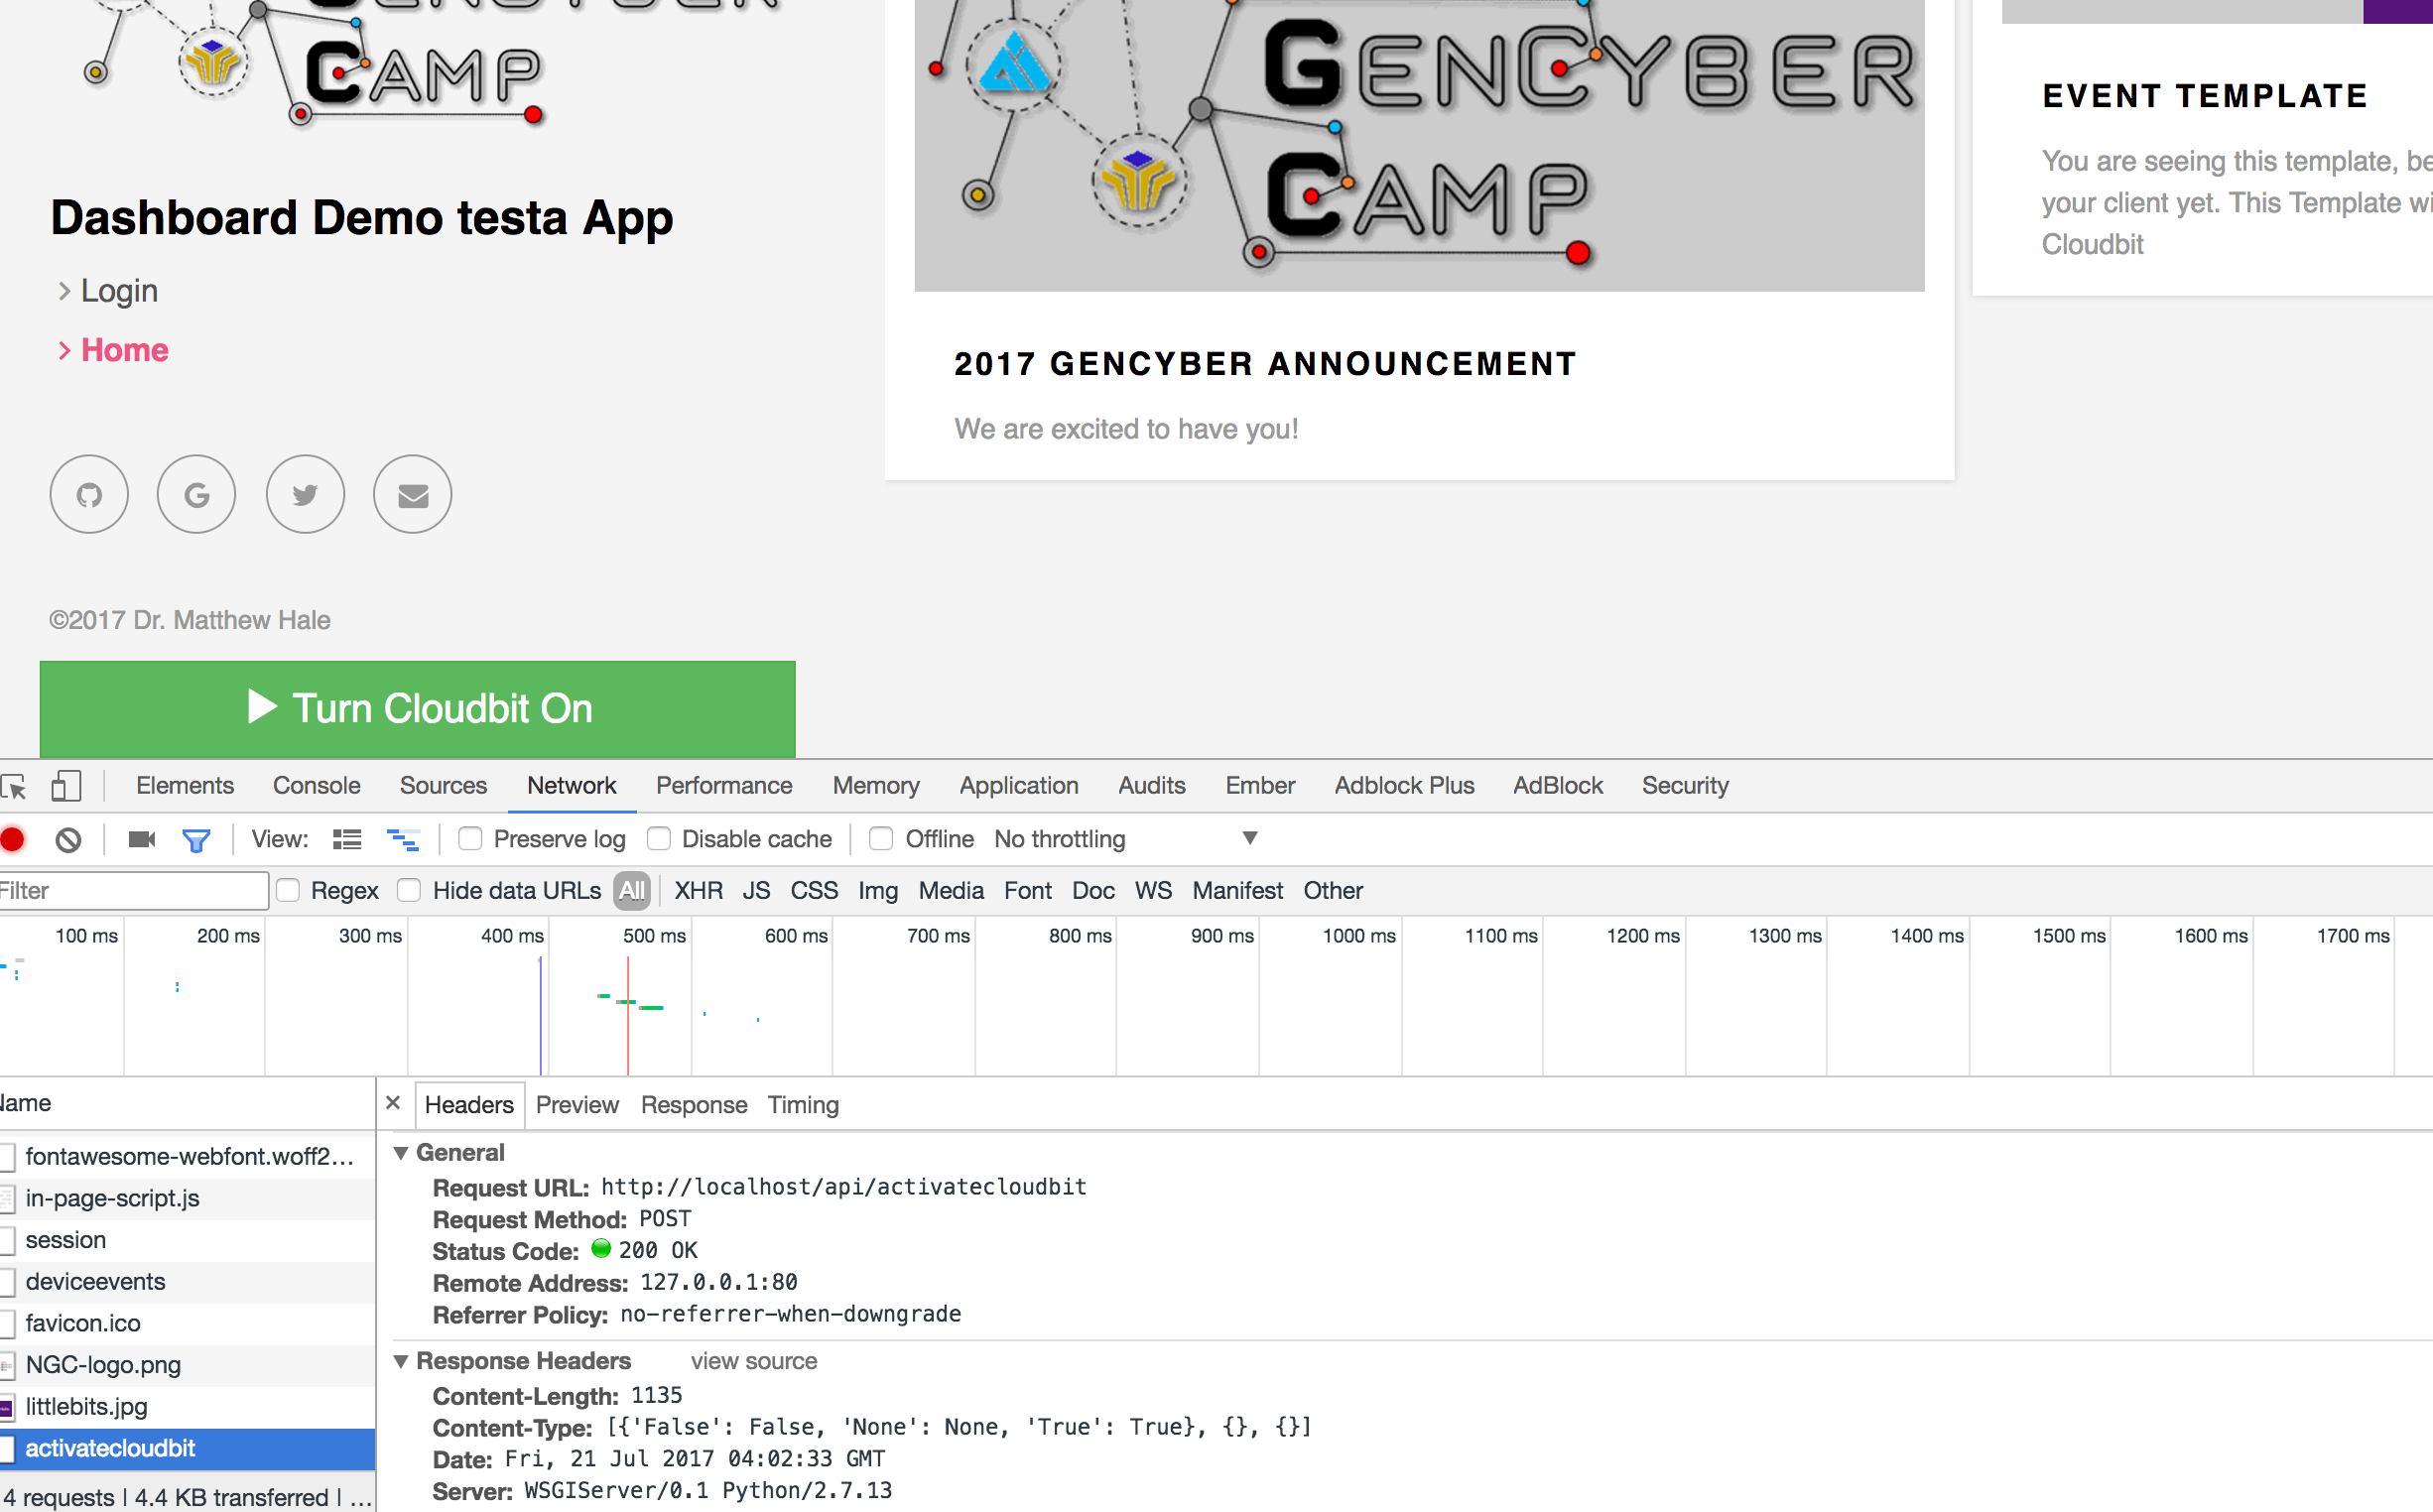 CAMP
Dashboard Demo testa App
Login
Home
©2017 Dr. Matthew Hale
Turn Cloudbit On
GENCYBER
CAMP
2017 GENCYBER ANNOUNCEMENT
We are excited to have you!
EVENT TEMPLATE
You are seeing this template, be
your client yet. This Template wi
Cloudbit
Elements Console Sources Network Performance Memory Application Audits Ember Adblock Plus AdBlock Security
View: Preserve log Disable cache Offline No throttling
Filter Regex Hide data URLs All XHR JS CSS Img Media Font Doc WS Manifest Other
100 ms 200 ms 300 ms 400 ms 500 ms 600 ms 700 ms 800 ms 900 ms 1000 ms 1100 ms 1200 ms 1300 ms 1400 ms 1500 ms 1600 ms 1700 ms
Name
fontawesome-webfont.woff2…
in-page-script.js
session
deviceevents
favicon.ico
NGC-logo.png
littlebits.jpg
activatecloudbit
4 requests | 4.4 KB transferred | …
× Headers Preview Response Timing
General
Request URL: http://localhost/api/activatecloudbit
Request Method: POST
Status Code: 200 OK
Remote Address: 127.0.0.1:80
Referrer Policy: no-referrer-when-downgrade
Response Headers view source
Content-Length: 1135
Content-Type: [{'False': False, 'None': None, 'True': True}, {}, {}]
Date: Fri, 21 Jul 2017 04:02:33 GMT
Server: WSGIServer/0.1 Python/2.7.13